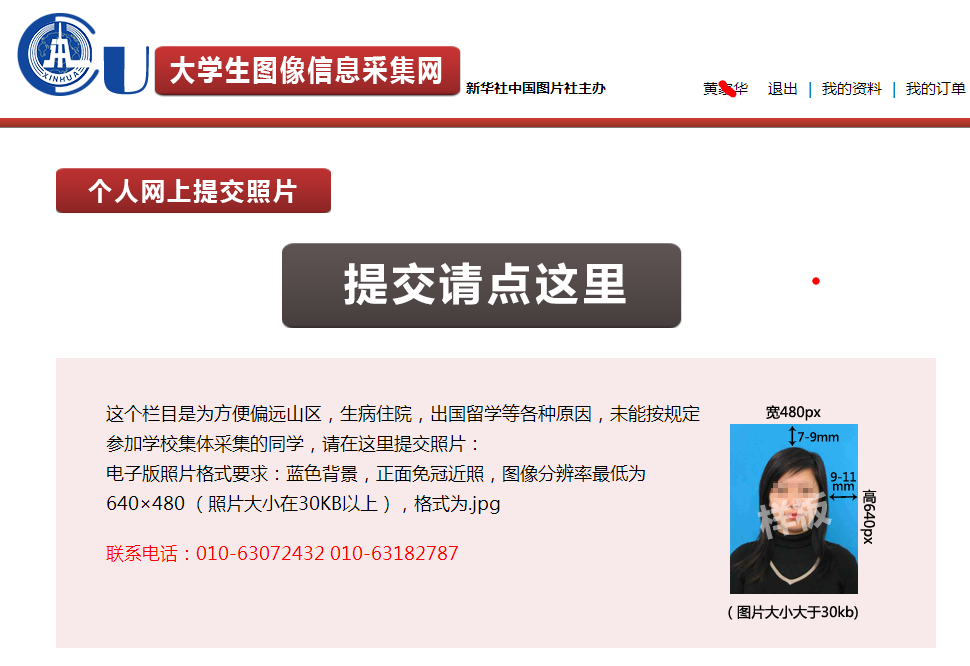 XINHUA
CU
大学生图像信息采集网
新华社中国图片社主办
黄 华 退出 | 我的资料 | 我的订单
个人网上提交照片
提交请点这里
这个栏目是为方便偏远山区，生病住院，出国留学等各种原因，未能按规定
参加学校集体采集的同学，请在这里提交照片：
电子版照片格式要求：蓝色背景，正面免冠近照，图像分辨率最低为
640×480 （ 照片大小在30KB以上 ） ，格式为.jpg
联系电话：010-63072432 010-63182787
宽480px
7-9mm
9-11
mm
高640px
样板
( 图片大小大于30kb)